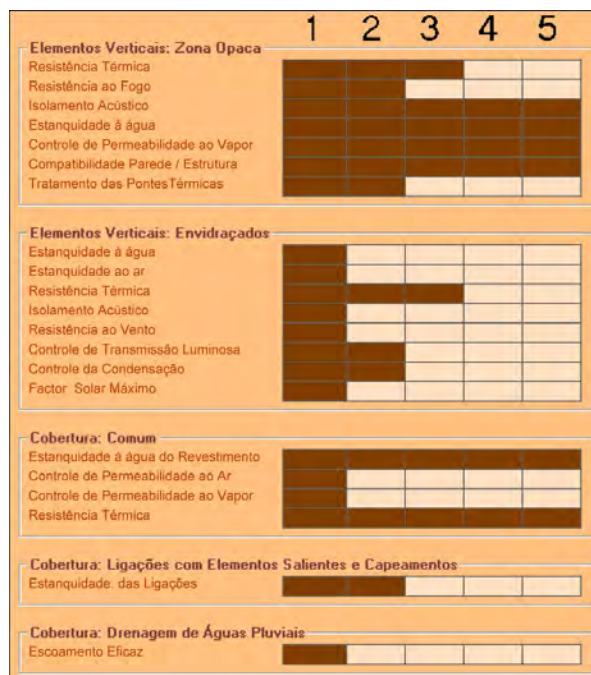 1 2 3 4 5
Elementos Verticais: Zona Opaca
Resistência Térmica
Resistência ao Fogo
Isolamento Acústico
Estanquidade à água
Controle de Permeabilidade ao Vapor
Compatibilidade Parede / Estrutura
Tratamento das PontesTérmicas
Elementos Verticais: Envidraçados
Estanquidade à água
Estanquidade ao ar
Resistência Térmica
Isolamento Acústico
Resistência ao Vento
Controle de Transmissão Luminosa
Controle da Condensação
Factor Solar Máximo
Cobertura: Comum
Estanquidade à água do Revestimento
Controle de Permeabilidade ao Ar
Controle de Permeabilidade ao Vapor
Resistência Térmica
Cobertura: Ligações com Elementos Salientes e Capeamentos
Estanquidade. das Ligações
Cobertura: Drenagem de Águas Pluviais
Escoamento Eficaz